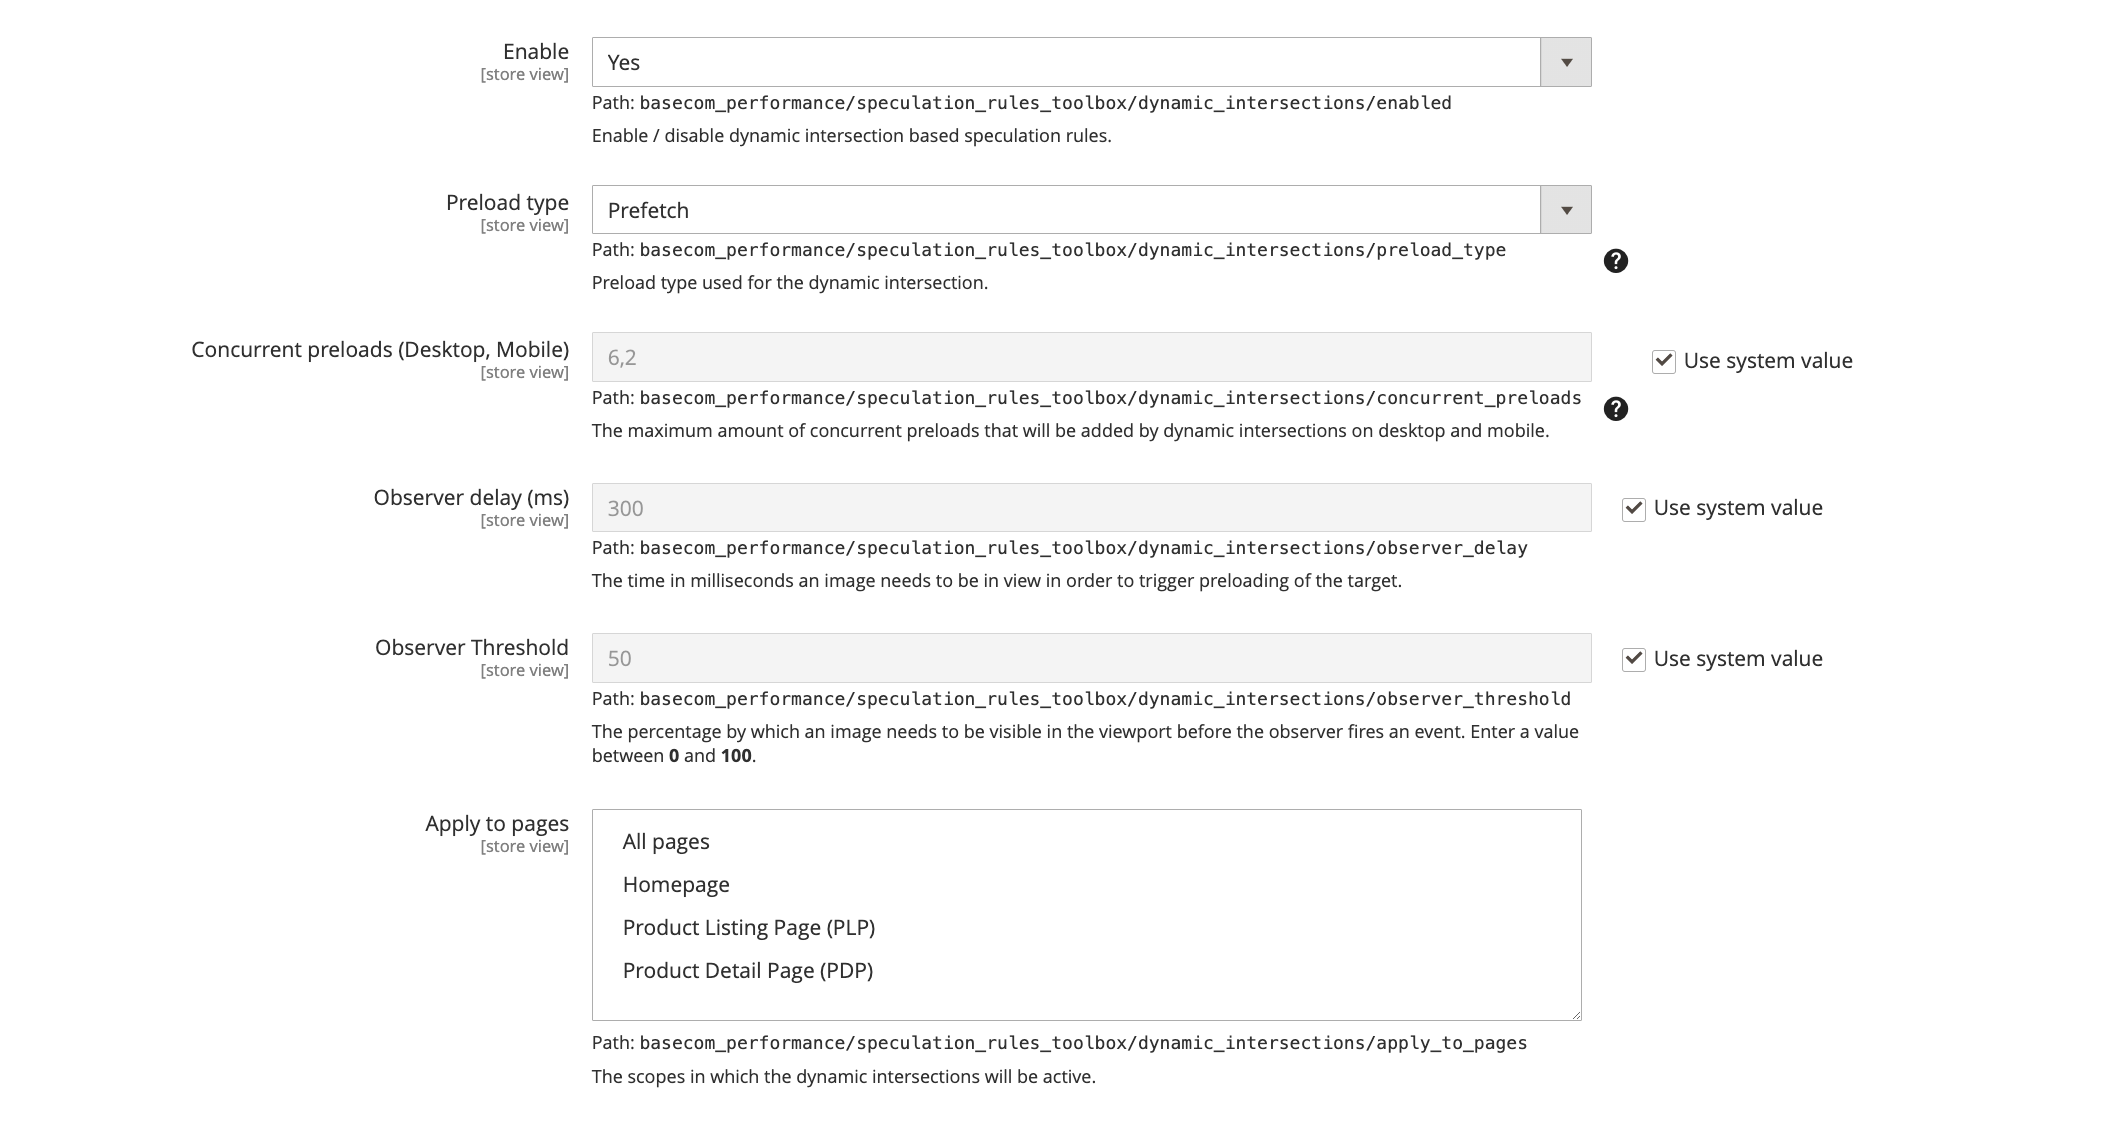 Enable
[store view]
Yes
Path: basecom_performance/speculation_rules_toolbox/dynamic_intersections/enabled
Enable / disable dynamic intersection based speculation rules.
Preload type
[store view]
Prefetch
Path: basecom_performance/speculation_rules_toolbox/dynamic_intersections/preload_type
?
Preload type used for the dynamic intersection.
Concurrent preloads (Desktop, Mobile)
[store view]
6,2
Use system value
Path: basecom_performance/speculation_rules_toolbox/dynamic_intersections/concurrent_preloads
?
The maximum amount of concurrent preloads that will be added by dynamic intersections on desktop and mobile.
Observer delay (ms)
[store view]
300
Use system value
Path: basecom_performance/speculation_rules_toolbox/dynamic_intersections/observer_delay
The time in milliseconds an image needs to be in view in order to trigger preloading of the target.
Observer Threshold
[store view]
50
Use system value
Path: basecom_performance/speculation_rules_toolbox/dynamic_intersections/observer_threshold
The percentage by which an image needs to be visible in the viewport before the observer fires an event. Enter a value
between 0 and 100.
Apply to pages
[store view]
All pages
Homepage
Product Listing Page (PLP)
Product Detail Page (PDP)
Path: basecom_performance/speculation_rules_toolbox/dynamic_intersections/apply_to_pages
The scopes in which the dynamic intersections will be active.